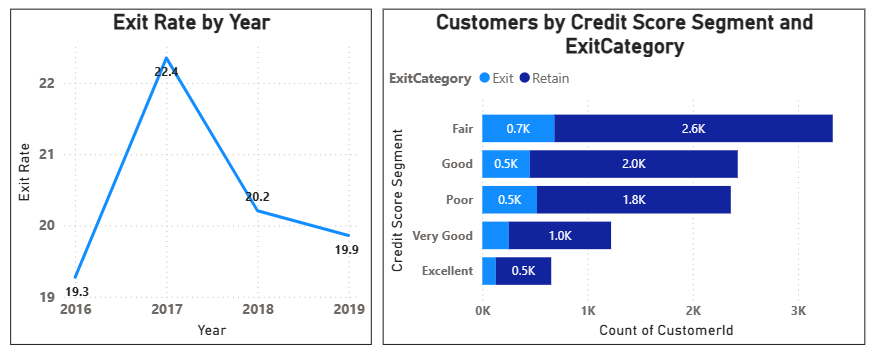 Exit Rate by Year
Exit Rate
22
21
20
19
22.4
20.2
19.9
19.3
2016 2017 2018 2019
Year
Customers by Credit Score Segment and
ExitCategory
ExitCategory Exit Retain
Credit Score Segment
Fair 0.7K 2.6K
Good 0.5K 2.0K
Poor 0.5K 1.8K
Very Good 1.0K
Excellent 0.5K
0K 1K 2K 3K
Count of CustomerId